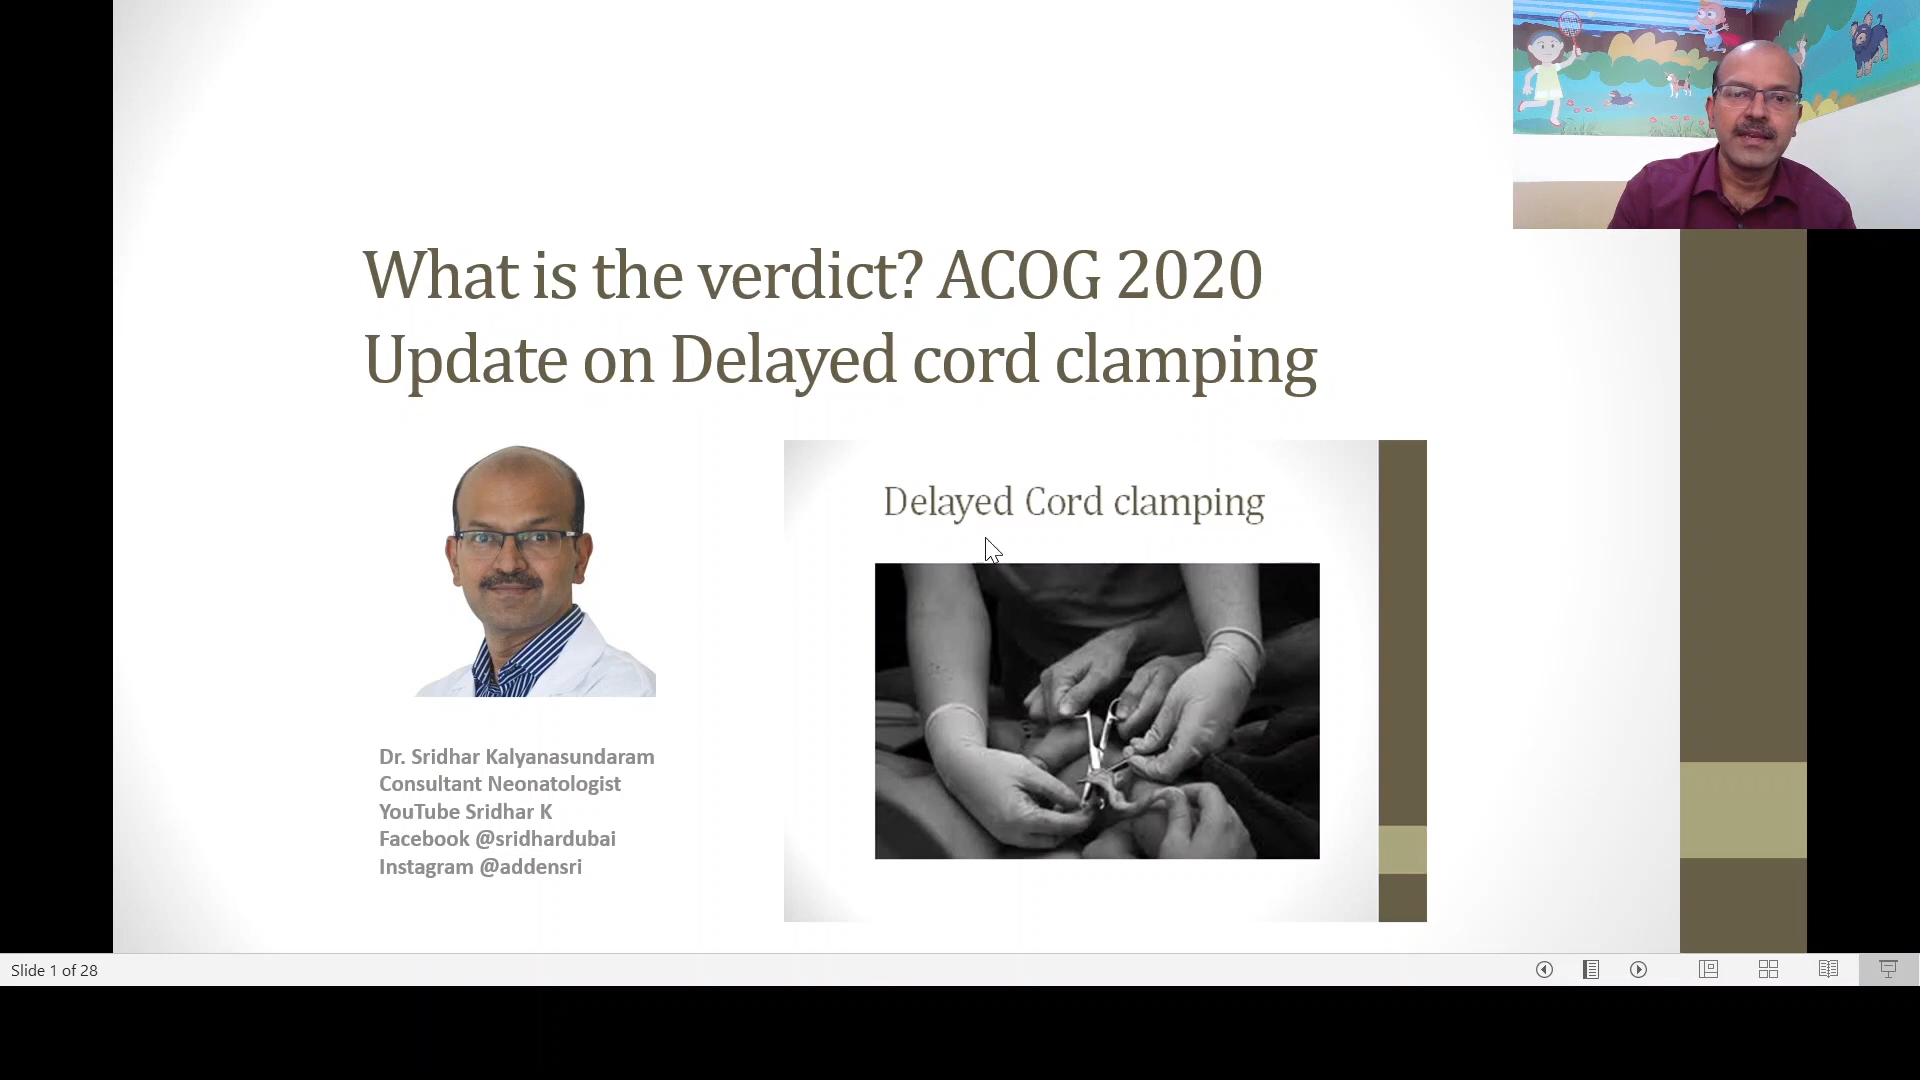 What is the verdict? ACOG 2020
Update on Delayed cord clamping
Delayed Cord clamping
Dr. Sridhar Kalyanasundaram
Consultant Neonatologist
YouTube Sridhar K
Facebook @sridhardubai
Instagram @addensri
Slide 1 of 28